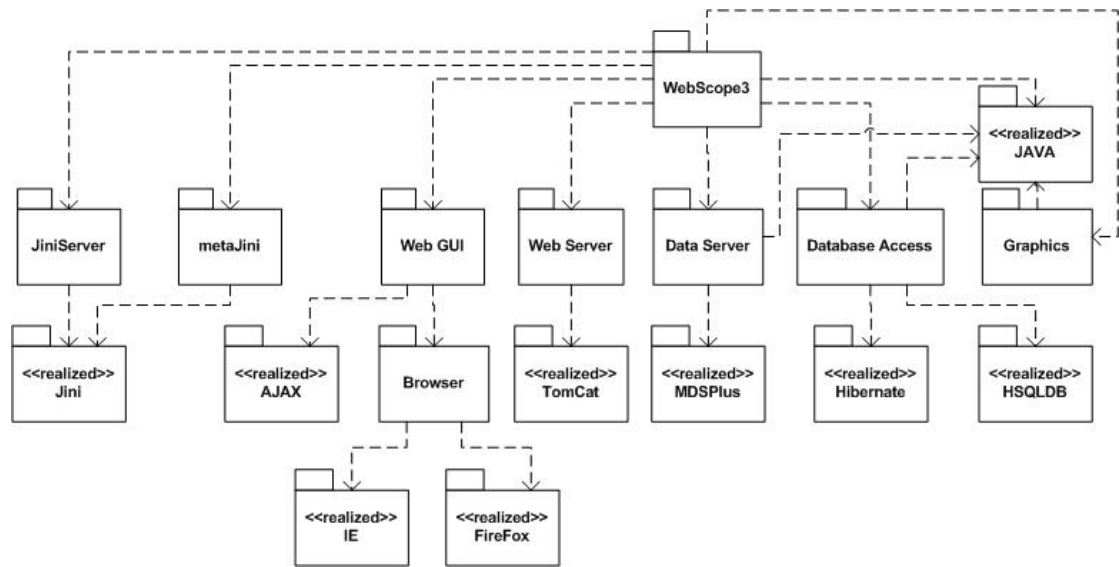 WebScope3
<<realized>>
JAVA
JiniServer
metaJini
Web GUI
Web Server
Data Server
Database Access
Graphics
<<realized>>
Jini
<<realized>>
AJAX
Browser
<<realized>>
TomCat
<<realized>>
MDSPlus
<<realized>>
Hibernate
<<realized>>
HSQLDB
<<realized>>
IE
<<realized>>
FireFox